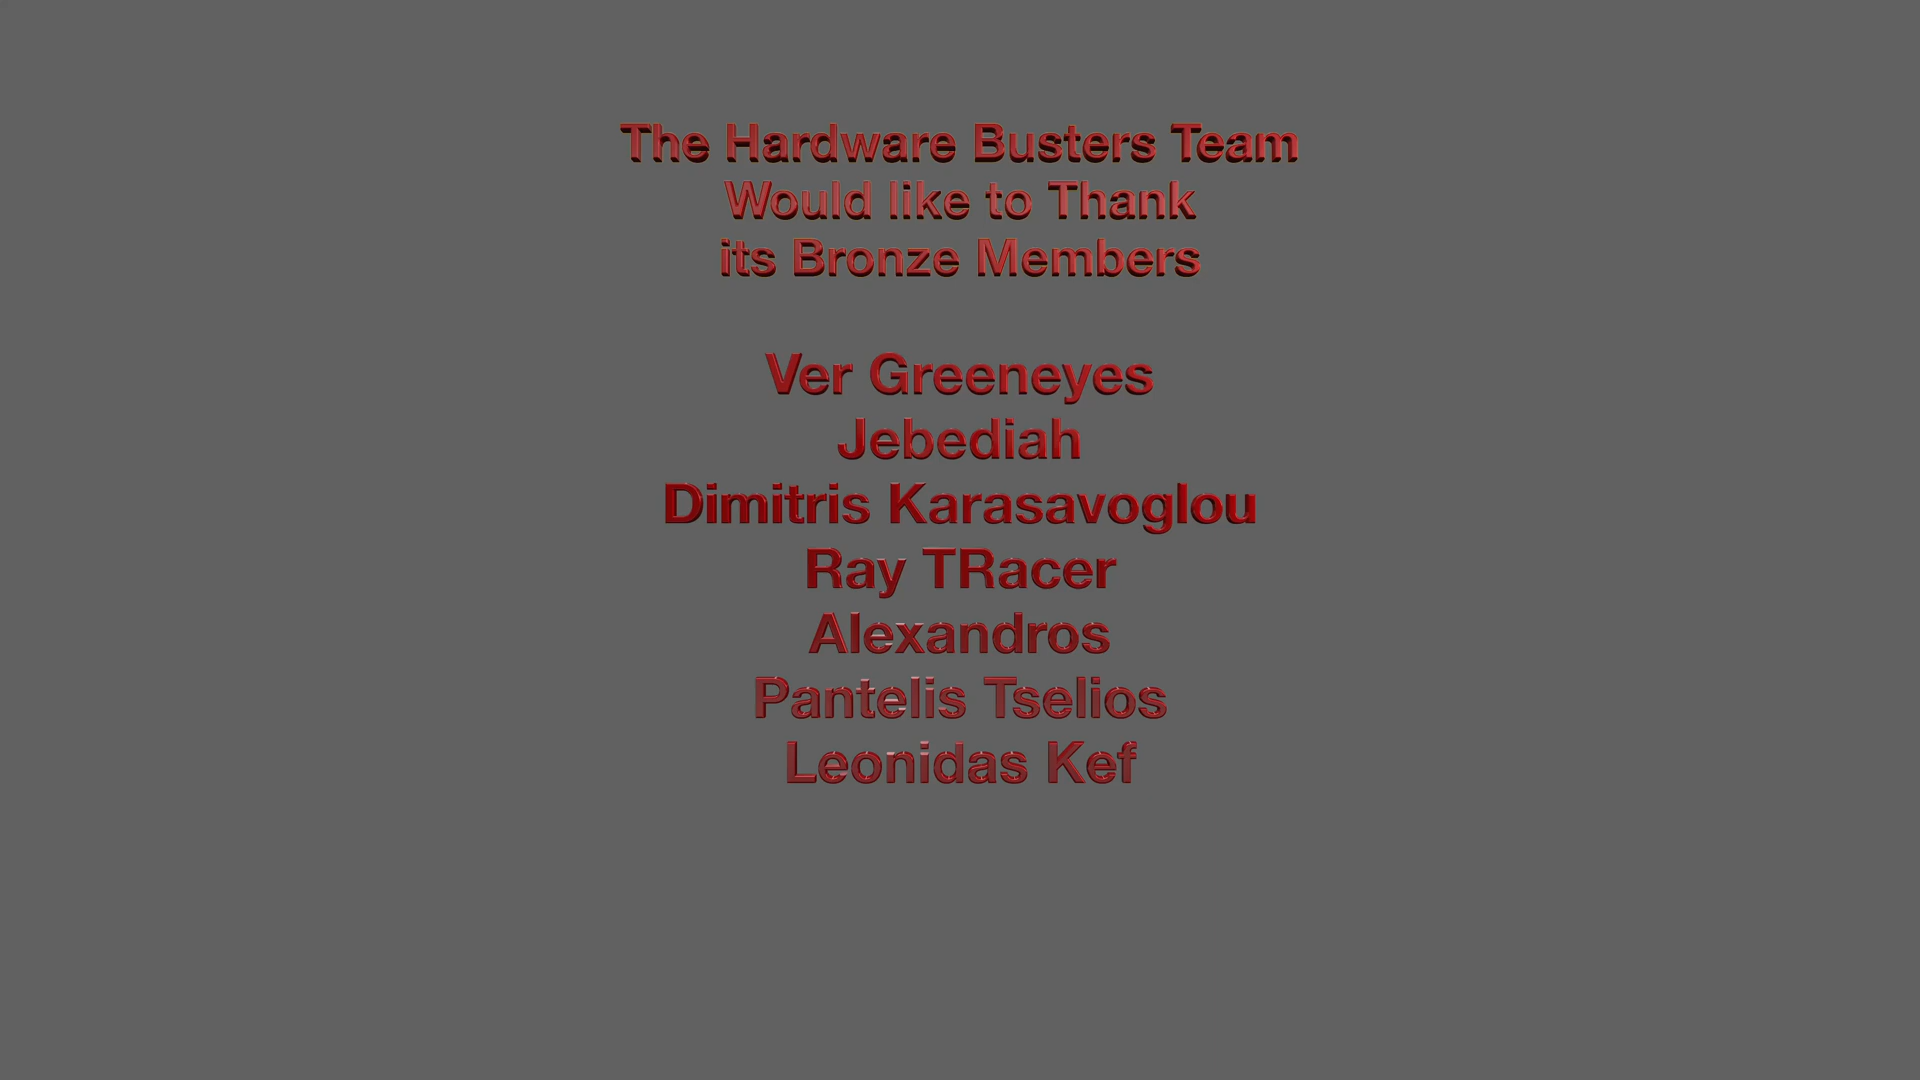 The Hardware Busters Team
Would like to Thank
its Bronze Members
Ver Greeneyes
Jebediah
Dimitris Karasavoglou
Ray TRacer
Alexandros
Pantelis Tselios
Leonidas Kef